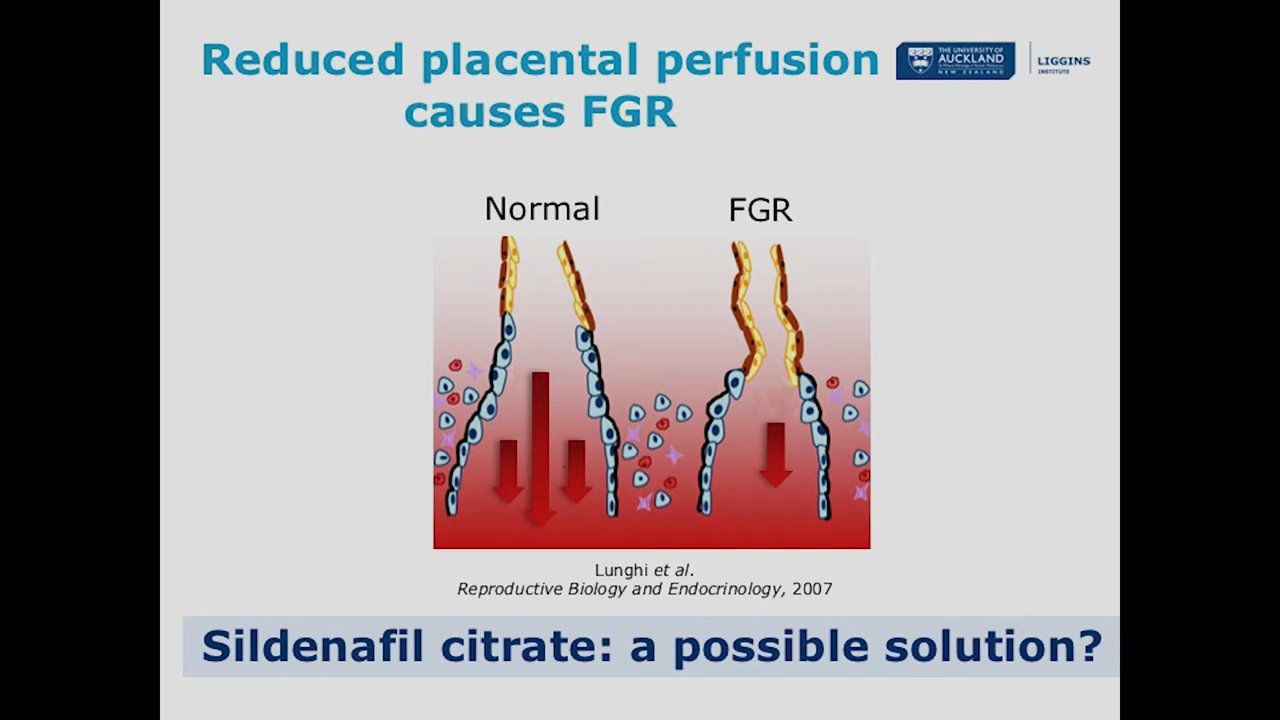 Reduced placental perfusion
causes FGR
THE UNIVERSITY OF
AUCKLAND
NEW ZEALAND
LIGGINS
INSTITUTE
Normal
FGR
Lunghi et al.
Reproductive Biology and Endocrinology, 2007
Sildenafil citrate: a possible solution?